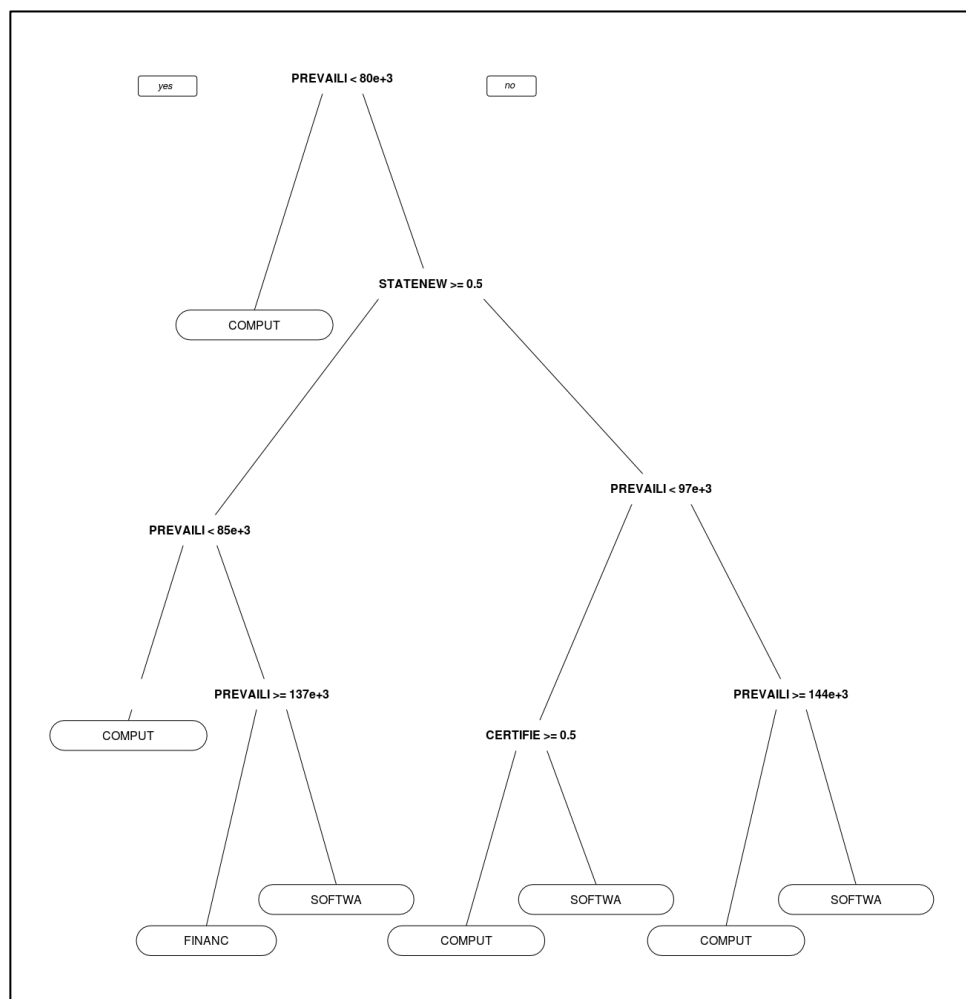 yes
PREVAILI < 80e+3
no
STATENEW >= 0.5
COMPUT
PREVAILI < 97e+3
PREVAILI < 85e+3
PREVAILI >= 137e+3
PREVAILI >= 144e+3
COMPUT
CERTIFIE >= 0.5
SOFTWA
SOFTWA
SOFTWA
FINANC
COMPUT
COMPUT